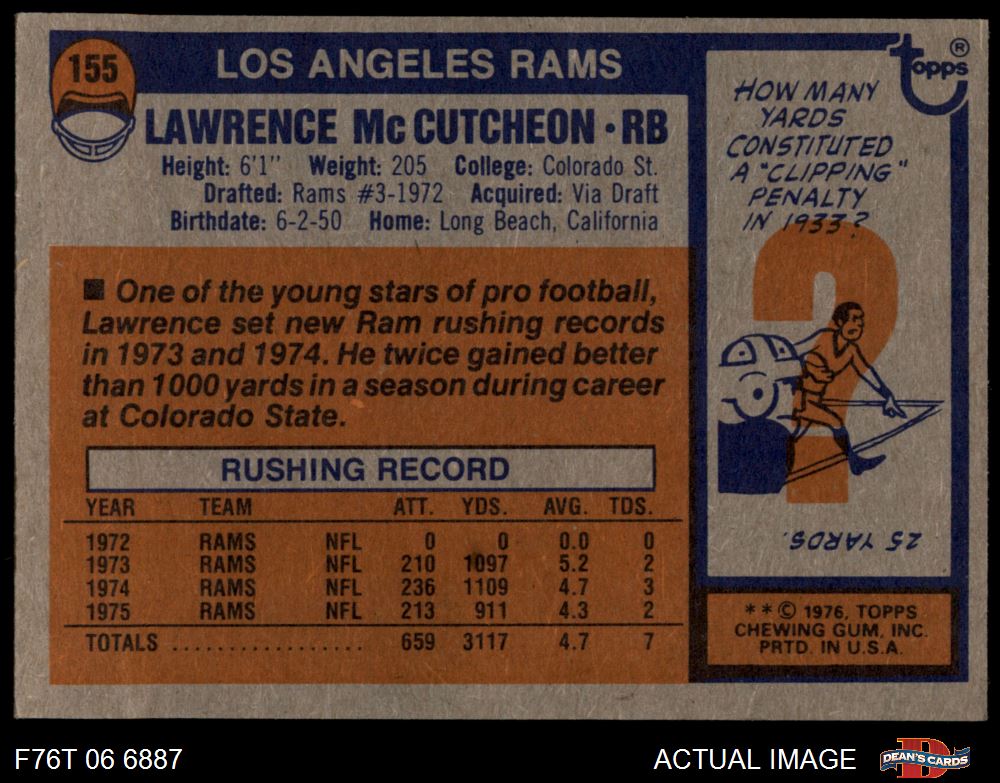 155
LOS ANGELES RAMS
LAWRENCE McCUTCHEON • RB
Height: 6'1" Weight: 205 College: Colorado St.
Drafted: Rams #3-1972 Acquired: Via Draft
Birthdate: 6-2-50 Home: Long Beach, California
■ One of the young stars of pro football,
Lawrence set new Ram rushing records
in 1973 and 1974. He twice gained better
than 1000 yards in a season during career
at Colorado State.
RUSHING RECORD
YEAR TEAM ATT. YDS. AVG. TDS.
1972 RAMS NFL 0 0 0.0 0
1973 RAMS NFL 210 1097 5.2 2
1974 RAMS NFL 236 1109 4.7 3
1975 RAMS NFL 213 911 4.3 2
TOTALS ................. 659 3117 4.7 7
topps ®
HOW MANY
YARDS
CONSTITUTED
A "CLIPPING"
PENALTY
IN 1933?
25 YARDS.
* * © 1976, TOPPS
CHEWING GUM, INC.
PRTD. IN U.S.A.
F76T 06 6887
ACTUAL IMAGE
DEAN'S CARDS